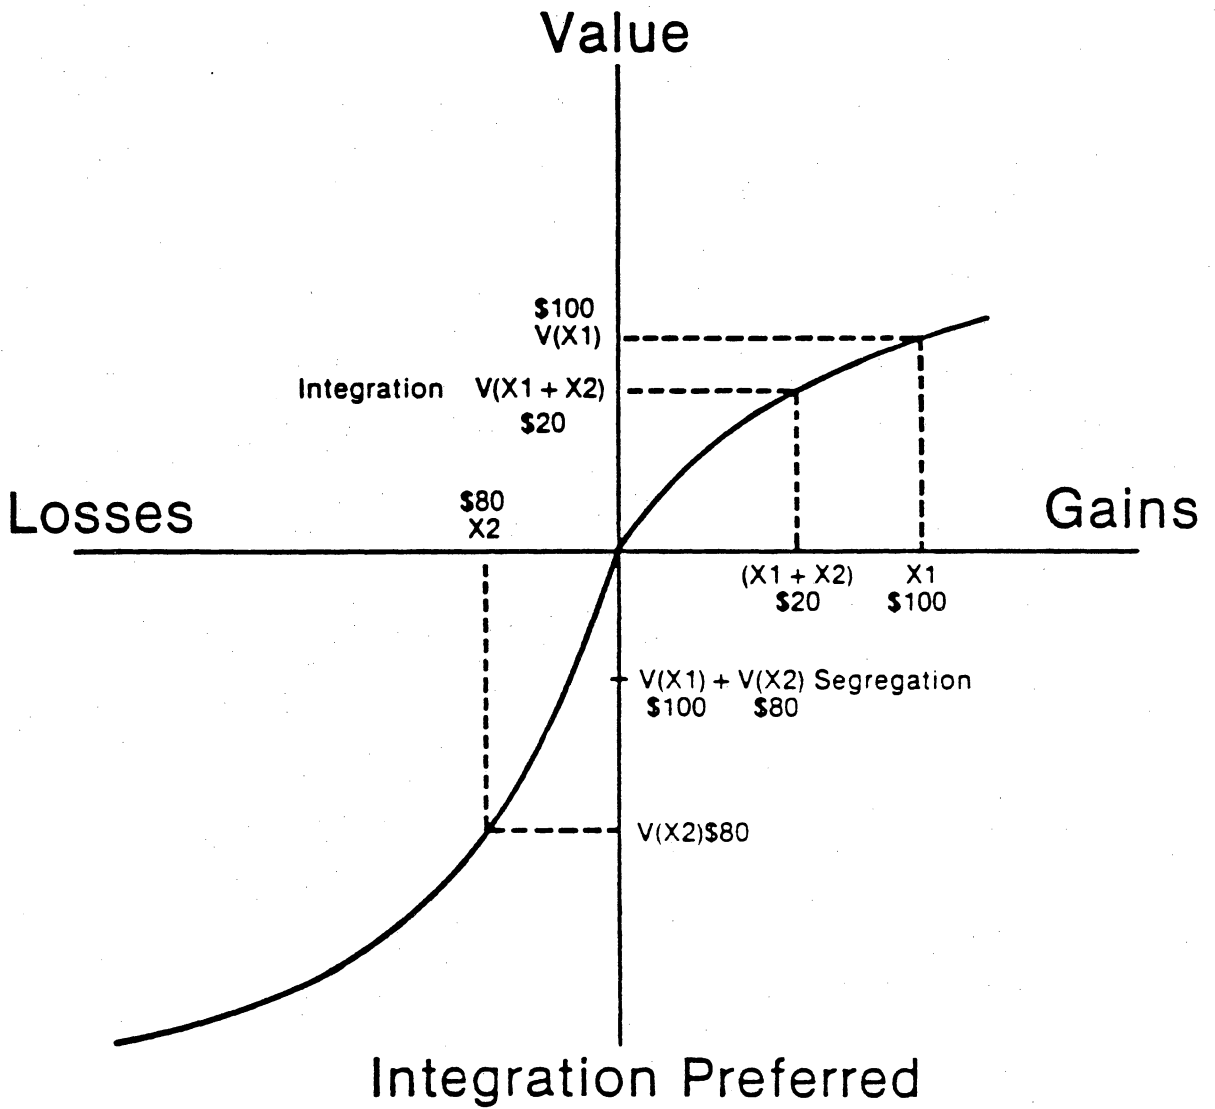 Value
$100
V(X1)
Integration V(X1 + X2)
$20
Losses
$80
X2
Gains
(X1 + X2) X1
$20 $100
V(X1) + V(X2) Segregation
$100 $80
V(X2)$80
Integration Preferred